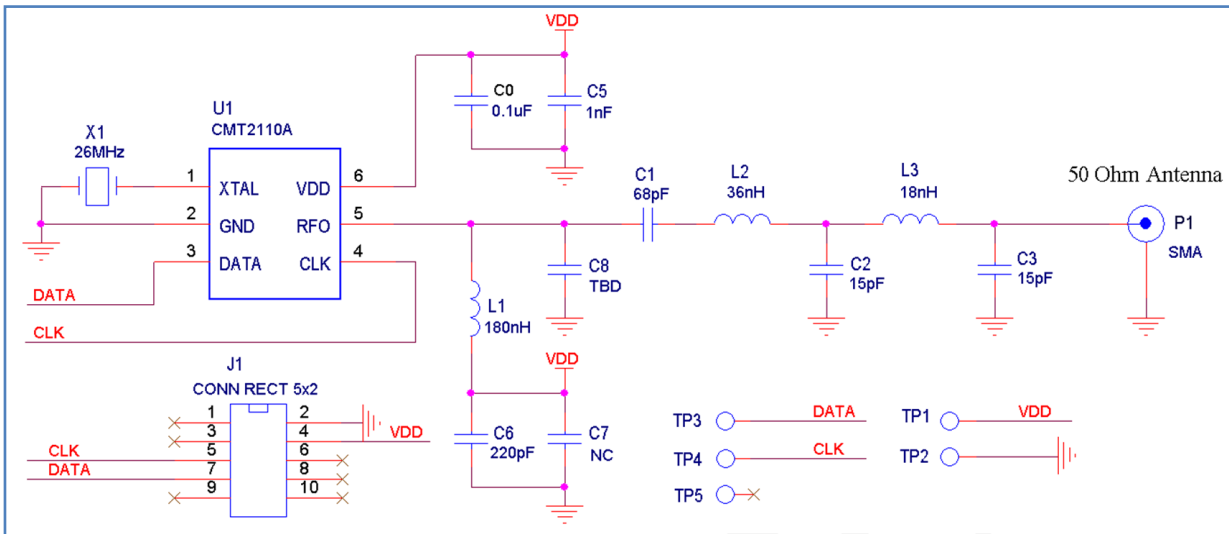 VDD
C0
0.1uF
C5
1nF
U1
CMT2110A
X1
26MHz
1 XTAL VDD 6
2 GND RFO 5
3 DATA CLK 4
DATA
CLK
C1
68pF
L2
36nH
L3
18nH
50 Ohm Antenna
P1
SMA
C8
TBD
C2
15pF
C3
15pF
L1
180nH
J1
CONN RECT 5x2
1 2
3 4 VDD
CLK 5 6
DATA 7 8
9 10
VDD
C6
220pF
C7
NC
TP3 DATA
TP4 CLK
TP5
TP1 VDD
TP2